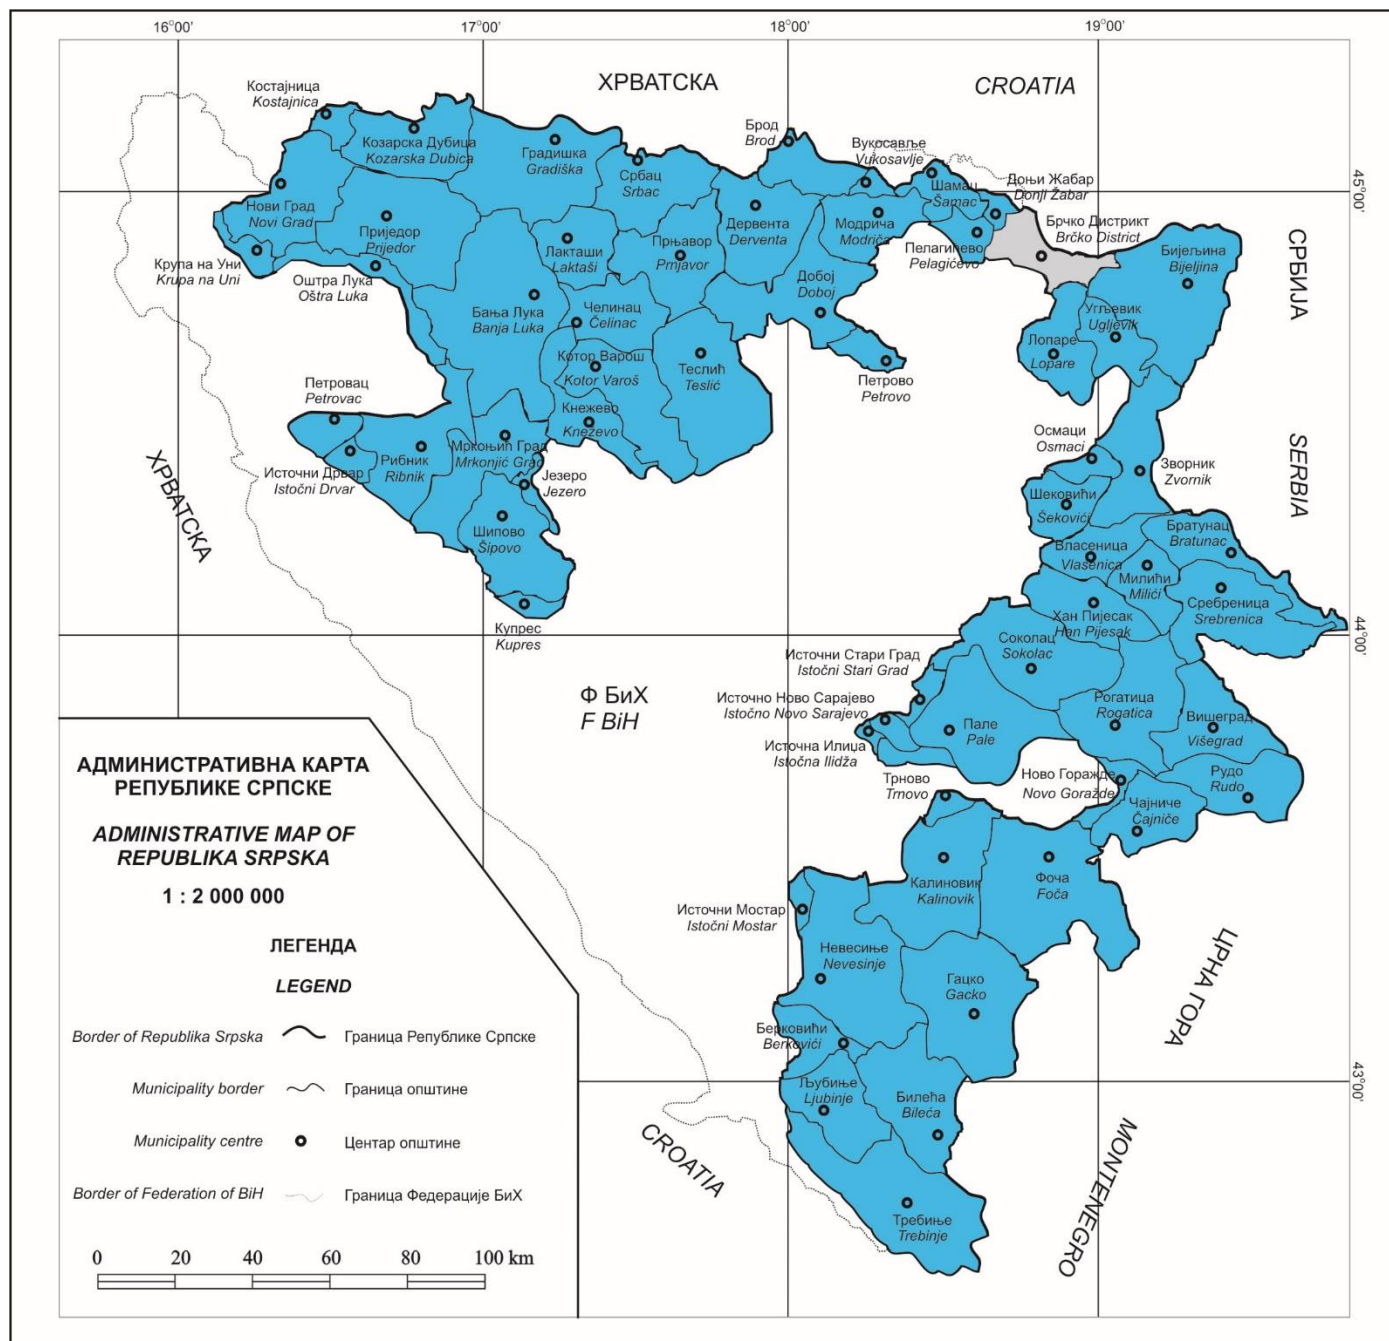 16°00'
17°00'
18°00'
19°00'
ХРВАТСКА
CROATIA
Костајница
Kostajnica
Козарска Дубица
Kozarska Dubica
Градишка
Gradiška
Србац
Srbac
Брод
Brod
Вукосавље
Vukosavlje
Шамац
Šamac
Доњи Жабар
Donji Žabar
45°00'
Нови Град
Novi Grad
Приједор
Prijedor
Лакташи
Laktaši
Прњавор
Prnjavor
Дервента
Derventa
Модрича
Modriča
Пелагићево
Pelagićevo
Брчко Дистрикт
Brčko District
Бијељина
Bijeljina
СРБИЈА
Крупа на Уни
Krupa na Uni
Оштра Лука
Oštra Luka
Бања Лука
Banja Luka
Челинац
Čelinac
Добој
Doboj
Угљевик
Ugljevik
Лопаре
Lopare
Котор Варош
Kotor Varoš
Теслић
Teslić
Петрово
Petrovo
Петровац
Petrovac
Кнежево
Kneževo
Мркоњић Град
Mrkonjić Grad
Рибник
Ribnik
Источни Дрвар
Istočni Drvar
Језеро
Jezero
Шипово
Šipovo
Купрес
Kupres
ХРВАТСКА
Осмаци
Osmaci
Зворник
Zvornik
SERBIA
Шековићи
Šekovići
Братунац
Bratunac
Власеница
Vlasenica
Милићи
Milići
Сребреница
Srebrenica
Хан Пијесак
Han Pijesak
44°00'
Соколац
Sokolac
Источни Стари Град
Istočni Stari Grad
Источно Ново Сарајево
Istočno Novo Sarajevo
Источна Илиџа
Istočna Ilidža
Ф БиХ
F BiH
Пале
Pale
Рогатица
Rogatica
Вишеград
Višegrad
Трново
Trnovo
Ново Горажде
Novo Goražde
Рудо
Rudo
Чајниче
Čajniče
Калиновик
Kalinovik
Фоча
Foča
Источни Мостар
Istočni Mostar
Невесиње
Nevesinje
Гацко
Gacko
ЦРНА ГОРА
Берковићи
Berkovići
43°00'
Љубиње
Ljubinje
Билећа
Bileća
CROATIA
MONTENEGRO
Требиње
Trebinje
АДМИНИСТРАТИВНА КАРТА
РЕПУБЛИКЕ СРПСКЕ
ADMINISTRATIVE MAP OF
REPUBLIKA SRPSKA
1 : 2 000 000
ЛЕГЕНДА
LEGEND
Border of Republika Srpska Граница Републике Српске
Municipality border Граница општине
Municipality centre Центар општине
Border of Federation of BiH Граница Федерације БиХ
0 20 40 60 80 100 km